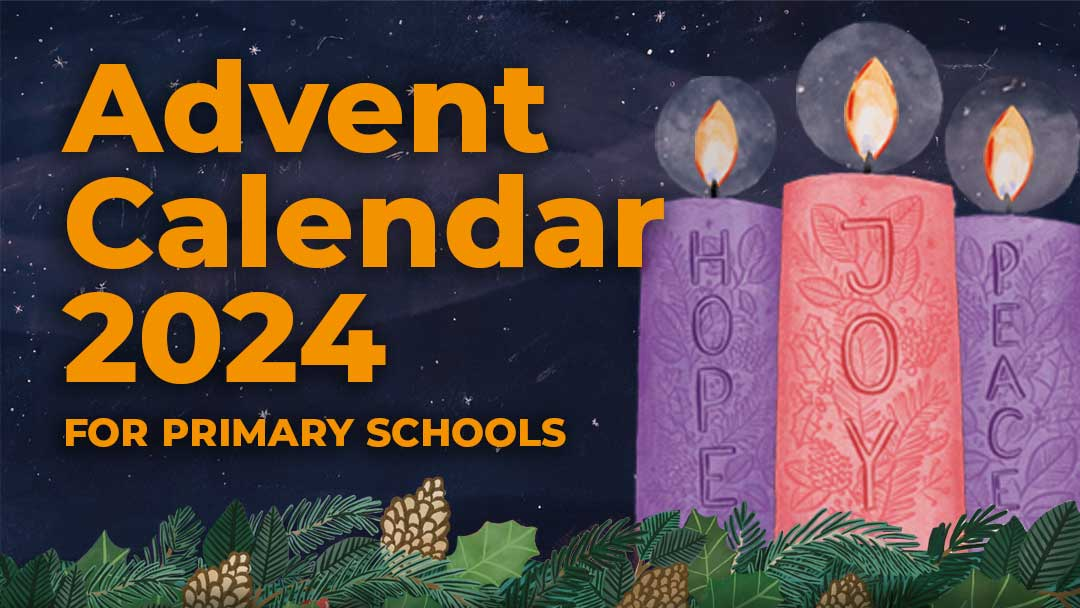 Advent
Calendar
2024
FOR PRIMARY SCHOOLS
HOPE
JOY
PEACE